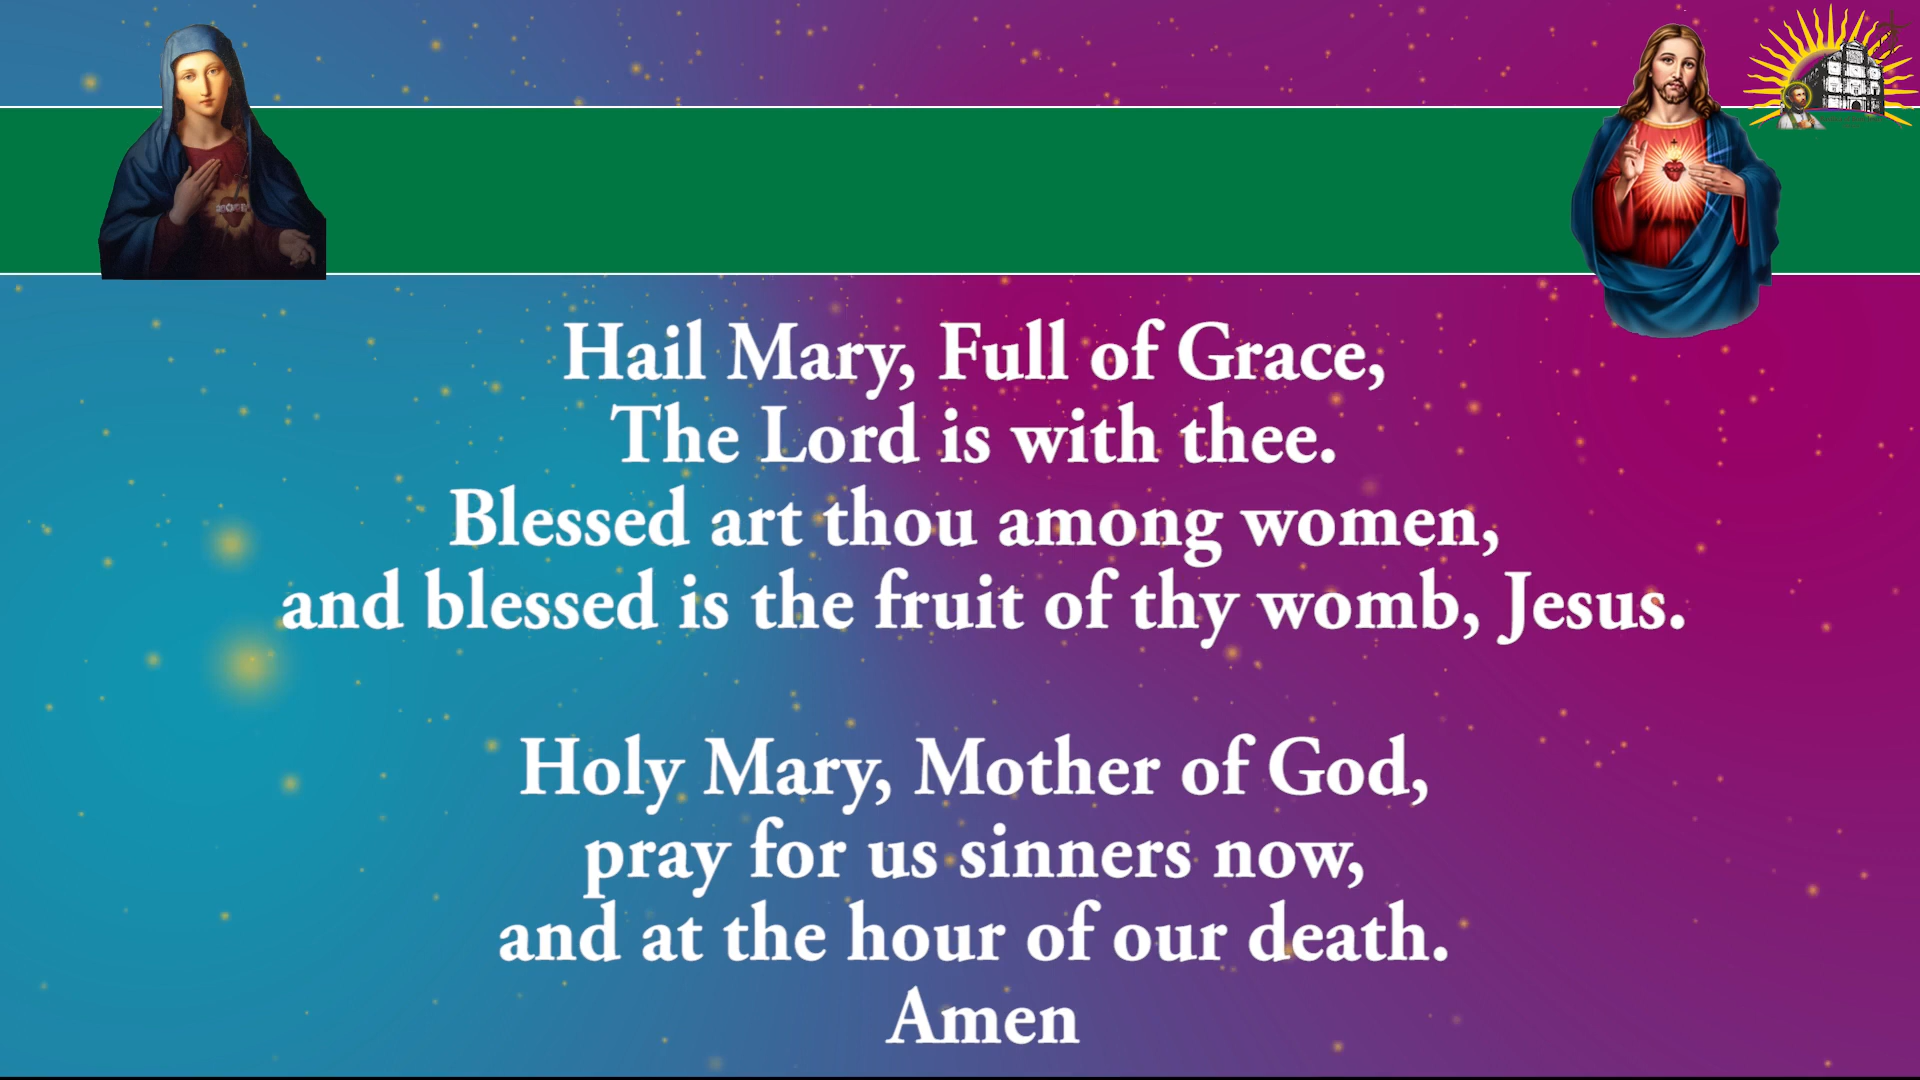 Hail Mary, Full of Grace,
The Lord is with thee.
Blessed art thou among women,
and blessed is the fruit of thy womb, Jesus.
Holy Mary, Mother of God,
pray for us sinners now,
and at the hour of our death.
Amen